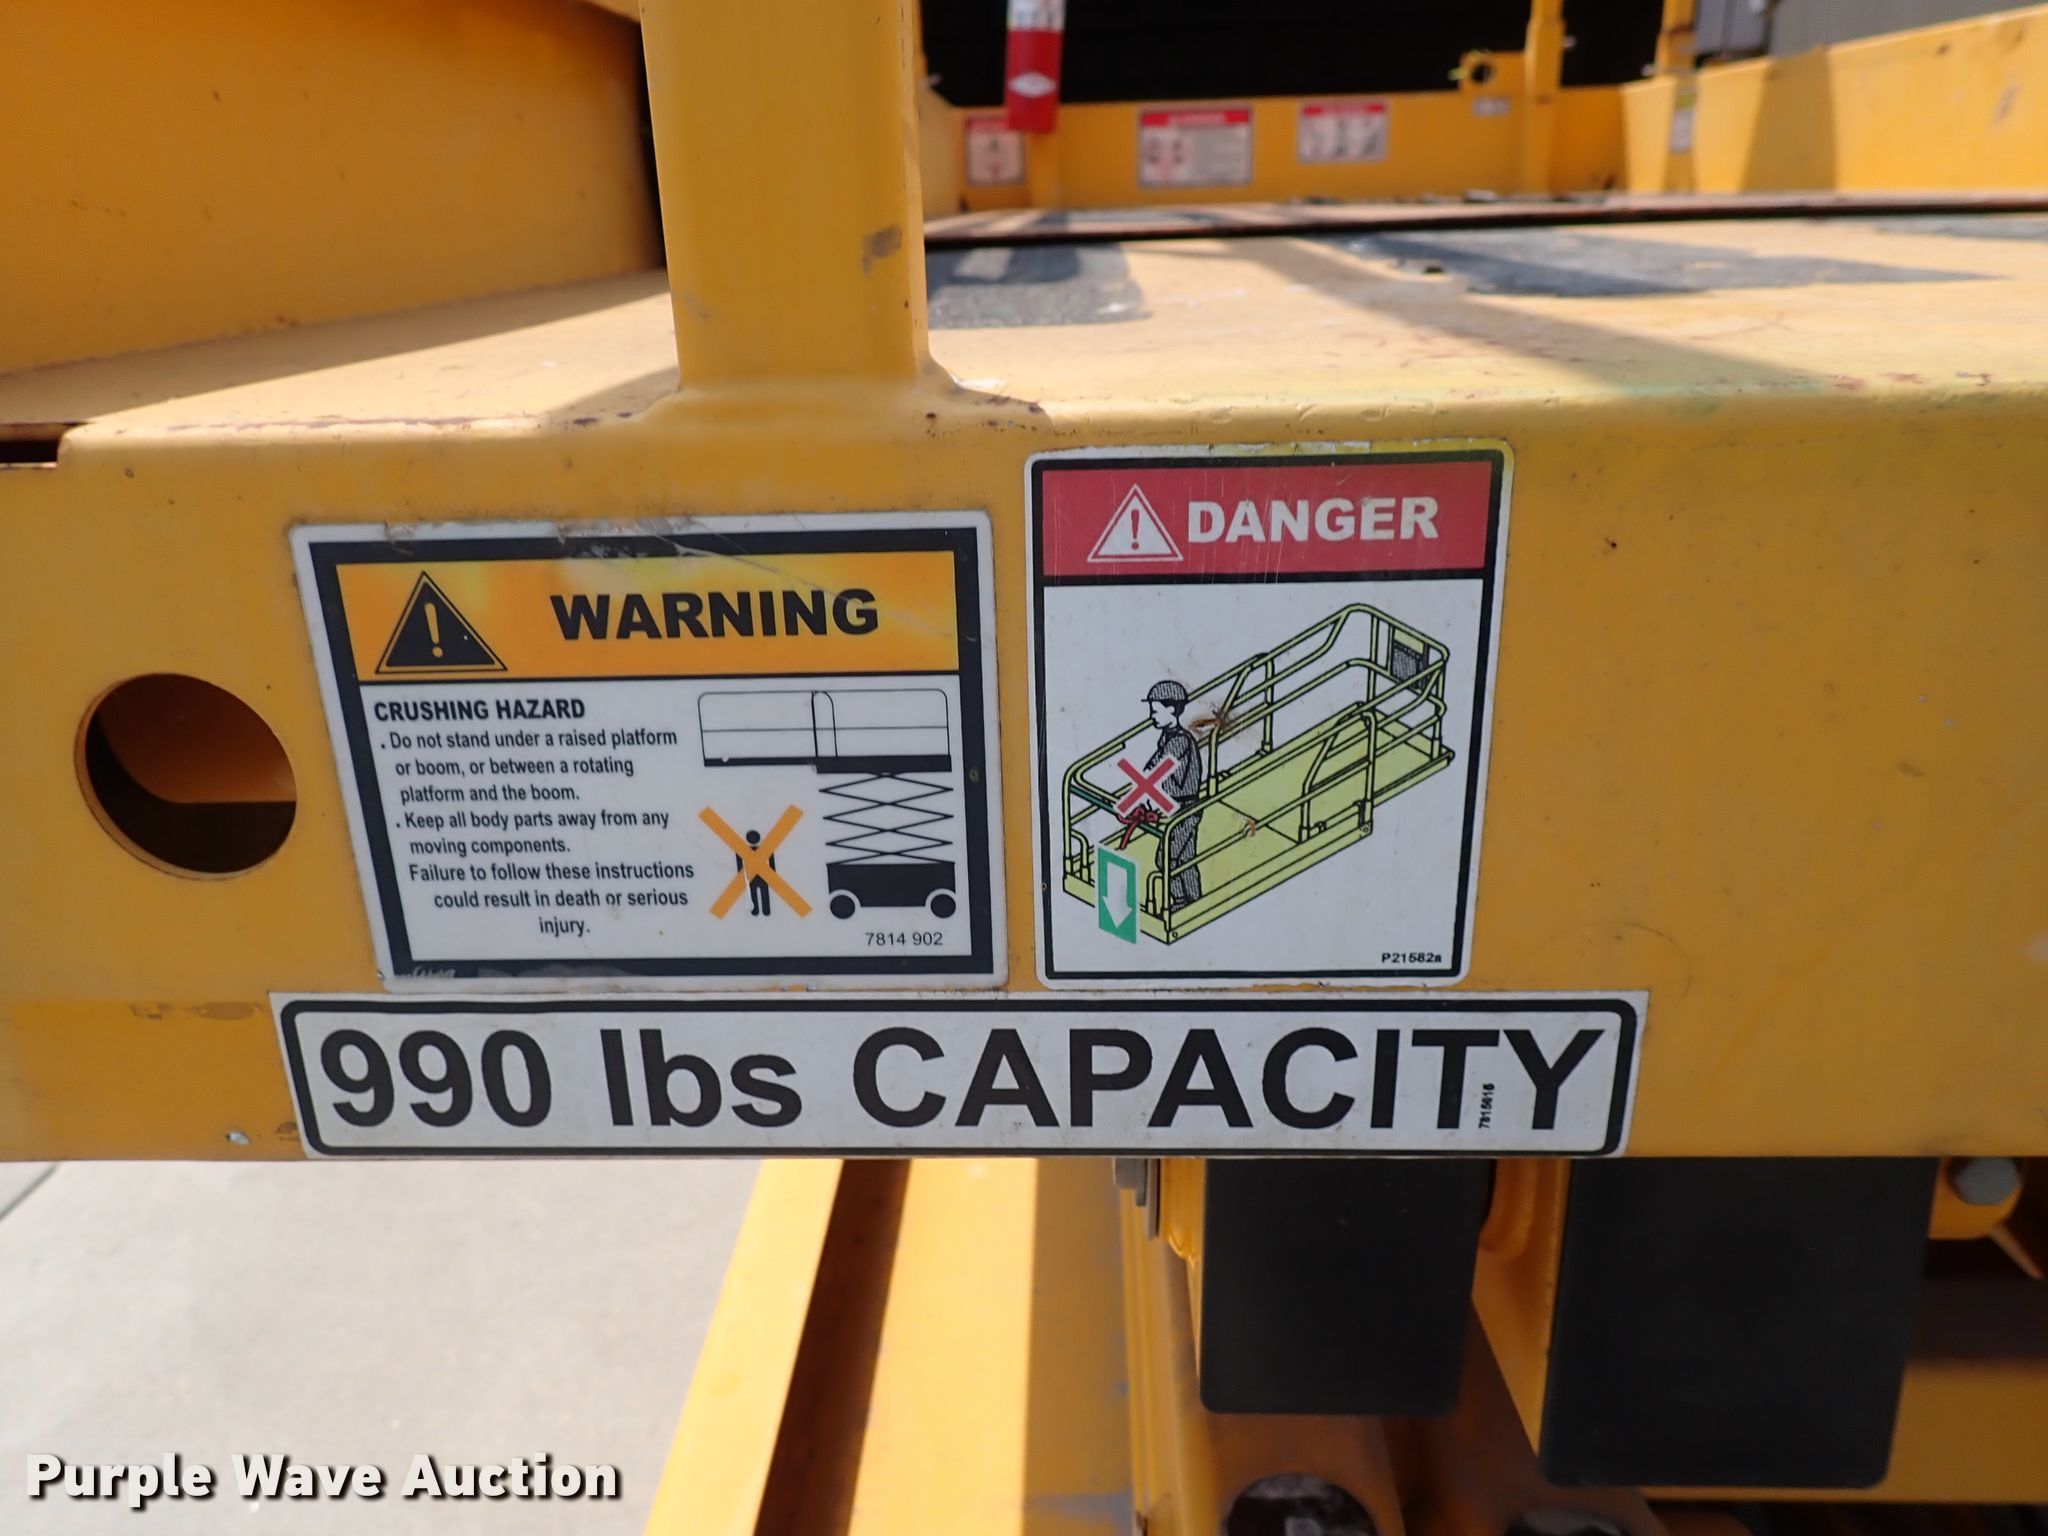 WARNING
CRUSHING HAZARD
. Do not stand under a raised platform
or boom, or between a rotating
platform and the boom.
. Keep all body parts away from any
moving components.
Failure to follow these instructions
could result in death or serious
injury.
7814 902
DANGER
P21582a
990 lbs CAPACITY
7815016
Purple Wave Auction